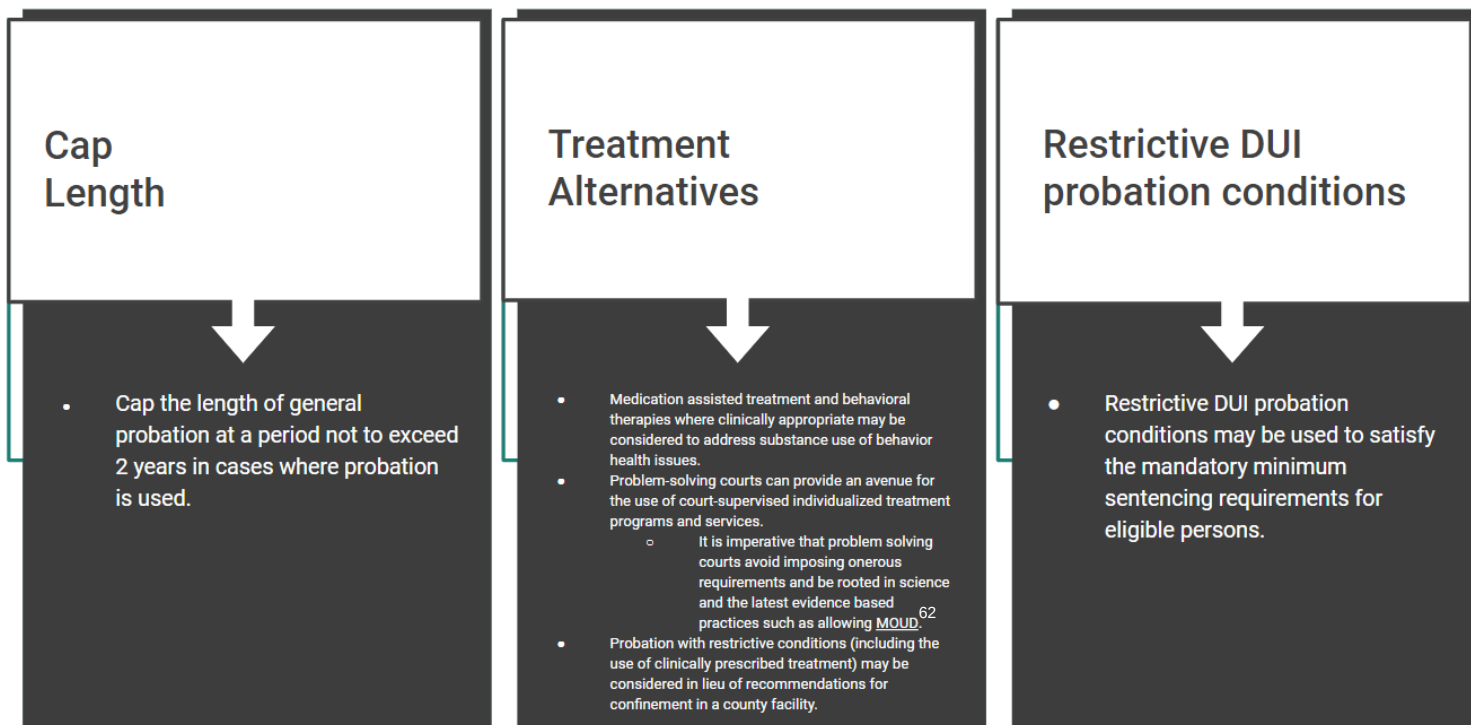 Cap
Length
● Cap the length of general
probation at a period not to exceed
2 years in cases where probation
is used.
Treatment
Alternatives
● Medication assisted treatment and behavioral
therapies where clinically appropriate may be
considered to address substance use of behavior
health issues.
● Problem-solving courts can provide an avenue for
the use of court-supervised individualized treatment
programs and services.
○ It is imperative that problem solving
courts avoid imposing onerous
requirements and be rooted in science
and the latest evidence based
practices such as allowing MOUD.62
● Probation with restrictive conditions (including the
use of clinically prescribed treatment) may be
considered in lieu of recommendations for
confinement in a county facility.
Restrictive DUI
probation conditions
● Restrictive DUI probation
conditions may be used to satisfy
the mandatory minimum
sentencing requirements for
eligible persons.